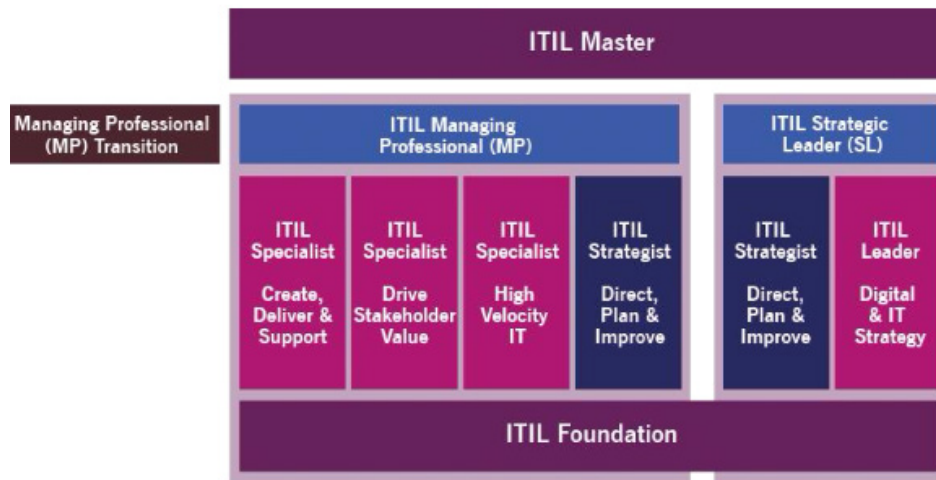 ITIL Master
Managing Professional
(MP) Transition
ITIL Managing
Professional (MP)
ITIL Strategic
Leader (SL)
ITIL
Specialist
Create,
Deliver &
Support
ITIL
Specialist
Drive
Stakeholder
Value
ITIL
Specialist
High
Velocity
IT
ITIL
Strategist
Direct,
Plan &
Improve
ITIL
Strategist
Direct,
Plan &
Improve
ITIL
Leader
Digital
& IT
Strategy
ITIL Foundation